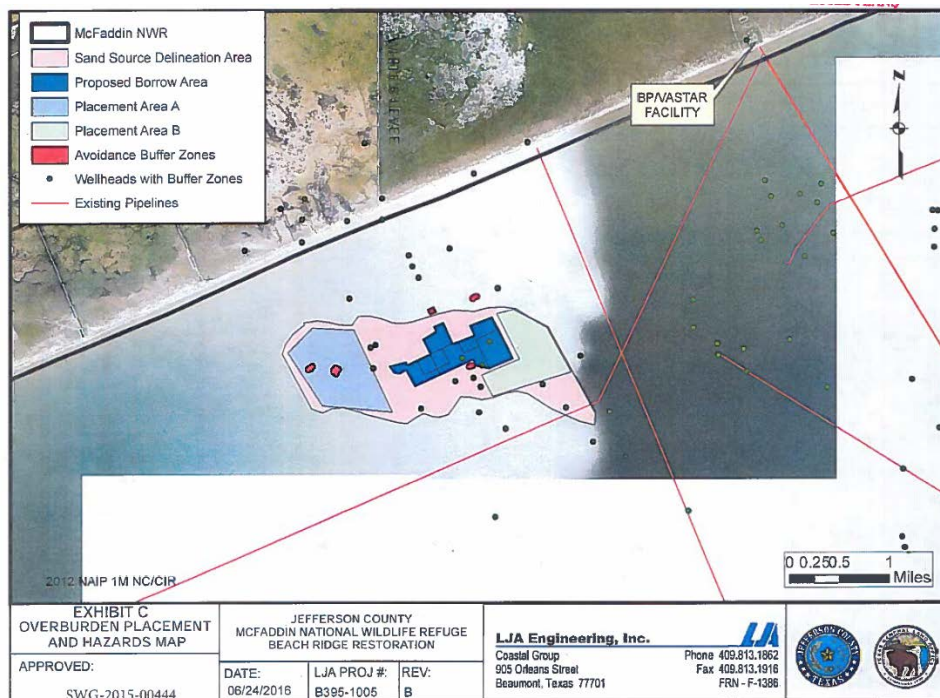 McFaddin NWR
Sand Source Delineation Area
Proposed Borrow Area
Placement Area A
Placement Area B
Avoidance Buffer Zones
Wellheads with Buffer Zones
Existing Pipelines
BP/VASTAR
FACILITY
N
0 0.250.5 1
Miles
2012 NAIP 1M NC/CIR
EXHIBIT C
OVERBURDEN PLACEMENT
AND HAZARDS MAP
APPROVED:
SWG-2015-00444
JEFFERSON COUNTY
MCFADDIN NATIONAL WILDLIFE REFUGE
BEACH RIDGE RESTORATION
DATE:
06/24/2016
LJA PROJ #:
B395-1005
REV:
B
LJA Engineering, Inc.
Coastal Group
905 Orleans Street
Beaumont, Texas 77701
LJA
Phone 409.813.1862
Fax 409.813.1916
FRN - F-1386
JEFFERSON COUNTY
TEXAS